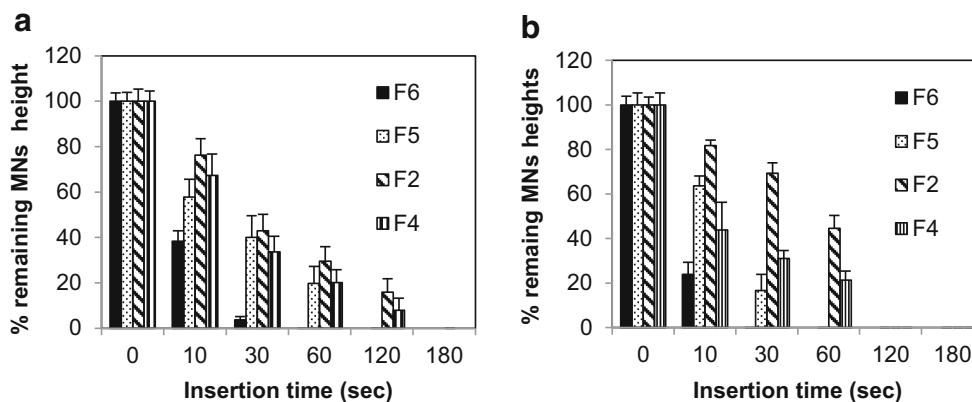 a
120
100
80
60
40
20
0
% remaining MNs height
F6
F5
F2
F4
0 10 30 60 120 180
Insertion time (sec)
b
120
100
80
60
40
20
0
% remaing MNs heights
F6
F5
F2
F4
0 10 30 60 120 180
Insertion time (sec)